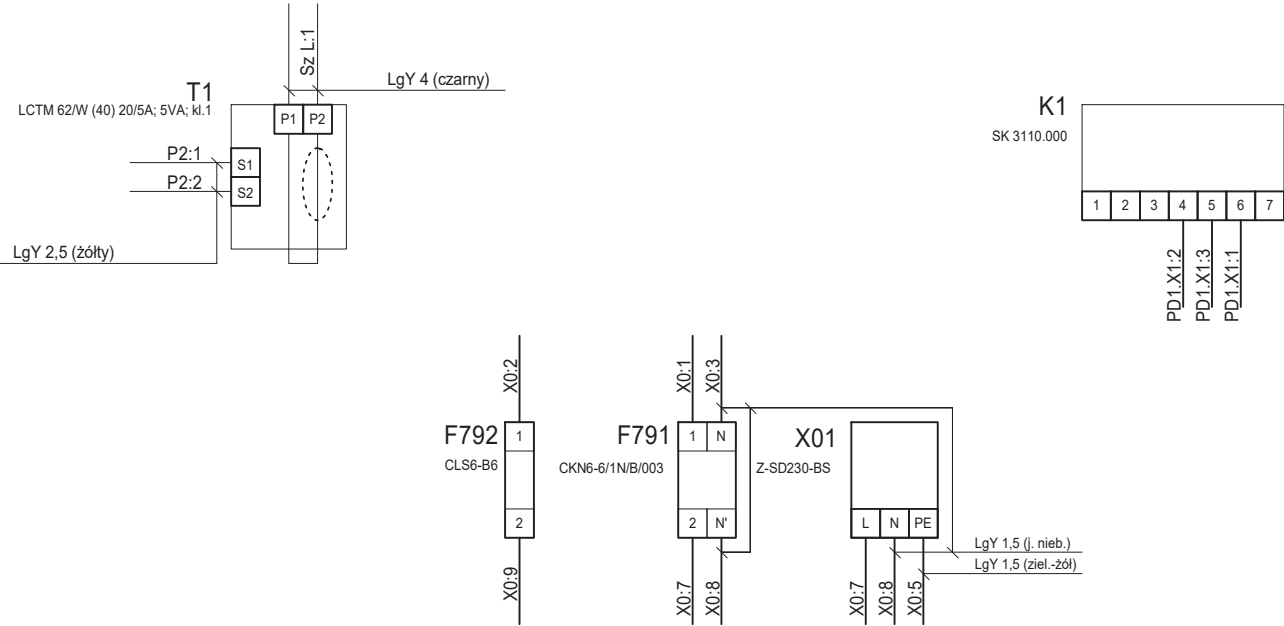 Sz L:1
LgY 4 (czarny)
T1
LCTM 62/W (40) 20/5A; 5VA; kl.1
P1 P2
P2:1
S1
P2:2
S2
LgY 2,5 (żółty)
K1
SK 3110.000
1 2 3 4 5 6 7
PD1.X1:2
PD1.X1:3
PD1.X1:1
X0:2
F792
CLS6-B6
1
2
X0:9
X0:1
X0:3
F791
CKN6-6/1N/B/003
1 N
2 N'
X0:7
X0:8
X01
Z-SD230-BS
L N PE
LgY 1,5 (j. nieb.)
LgY 1,5 (ziel.-żół)
X0:7
X0:8
X0:5